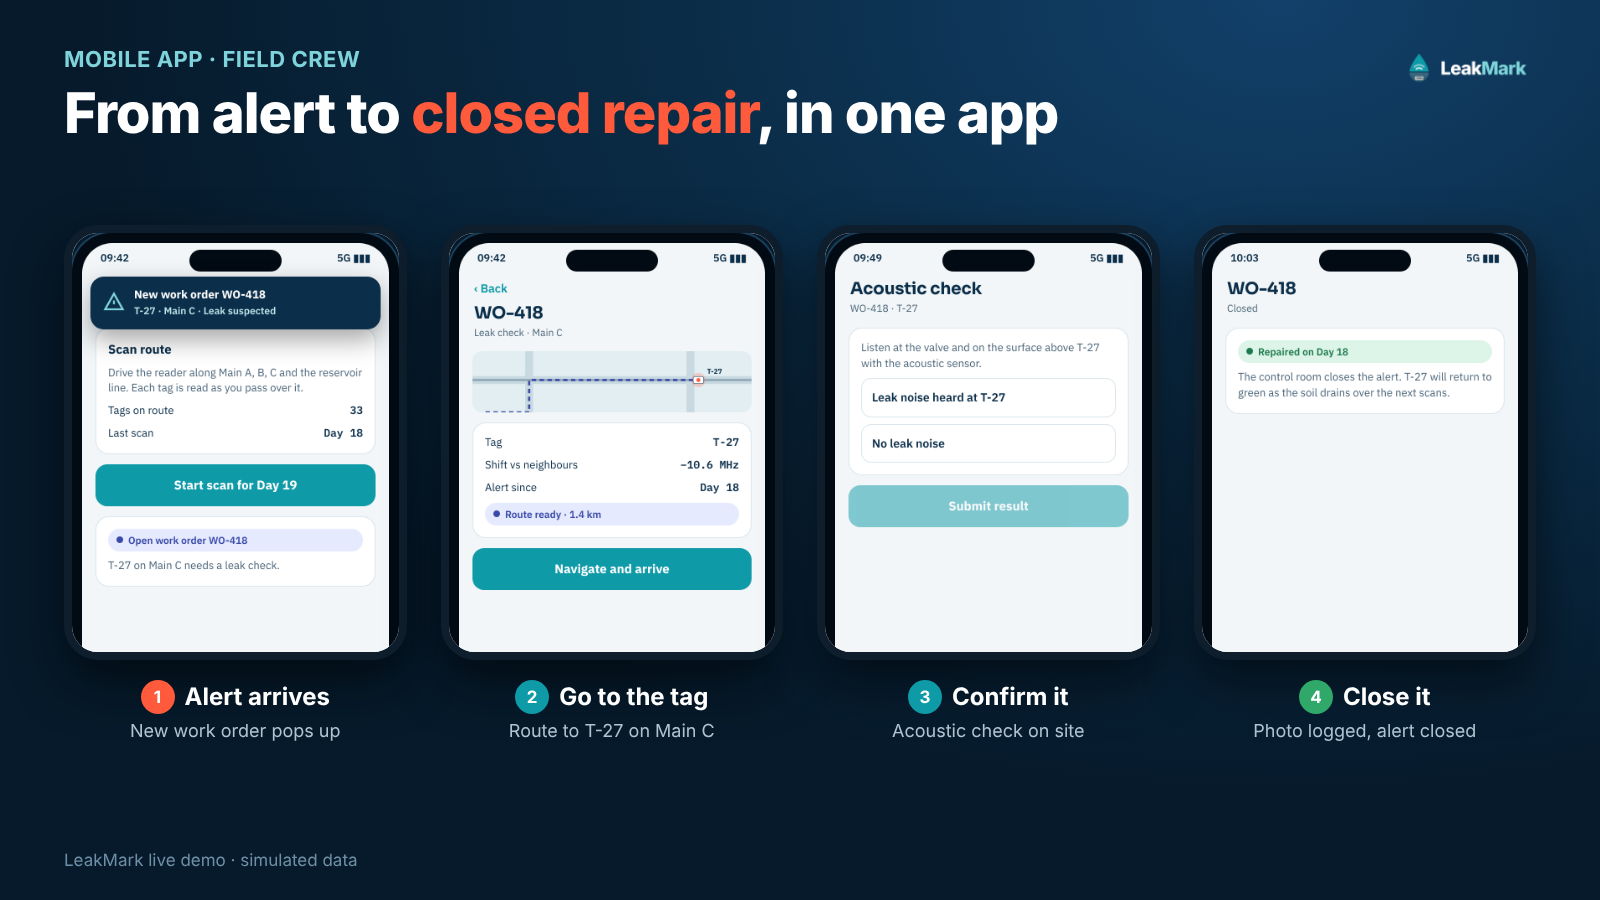 MOBILE APP · FIELD CREW
From alert to closed repair, in one app
LeakMark
09:42
5G
New work order WO-418
T-27 · Main C · Leak suspected
Scan route
Drive the reader along Main A, B, C and the reservoir
line. Each tag is read as you pass over it.
Tags on route 33
Last scan Day 18
Start scan for Day 19
Open work order WO-418
T-27 on Main C needs a leak check.
1 Alert arrives
New work order pops up
09:42
5G
‹ Back
WO-418
Leak check · Main C
T-27
Tag T-27
Shift vs neighbours −10.6 MHz
Alert since Day 18
Route ready · 1.4 km
Navigate and arrive
2 Go to the tag
Route to T-27 on Main C
09:49
5G
Acoustic check
WO-418 · T-27
Listen at the valve and on the surface above T-27
with the acoustic sensor.
Leak noise heard at T-27
No leak noise
Submit result
3 Confirm it
Acoustic check on site
10:03
5G
WO-418
Closed
Repaired on Day 18
The control room closes the alert. T-27 will return to
green as the soil drains over the next scans.
4 Close it
Photo logged, alert closed
LeakMark live demo · simulated data